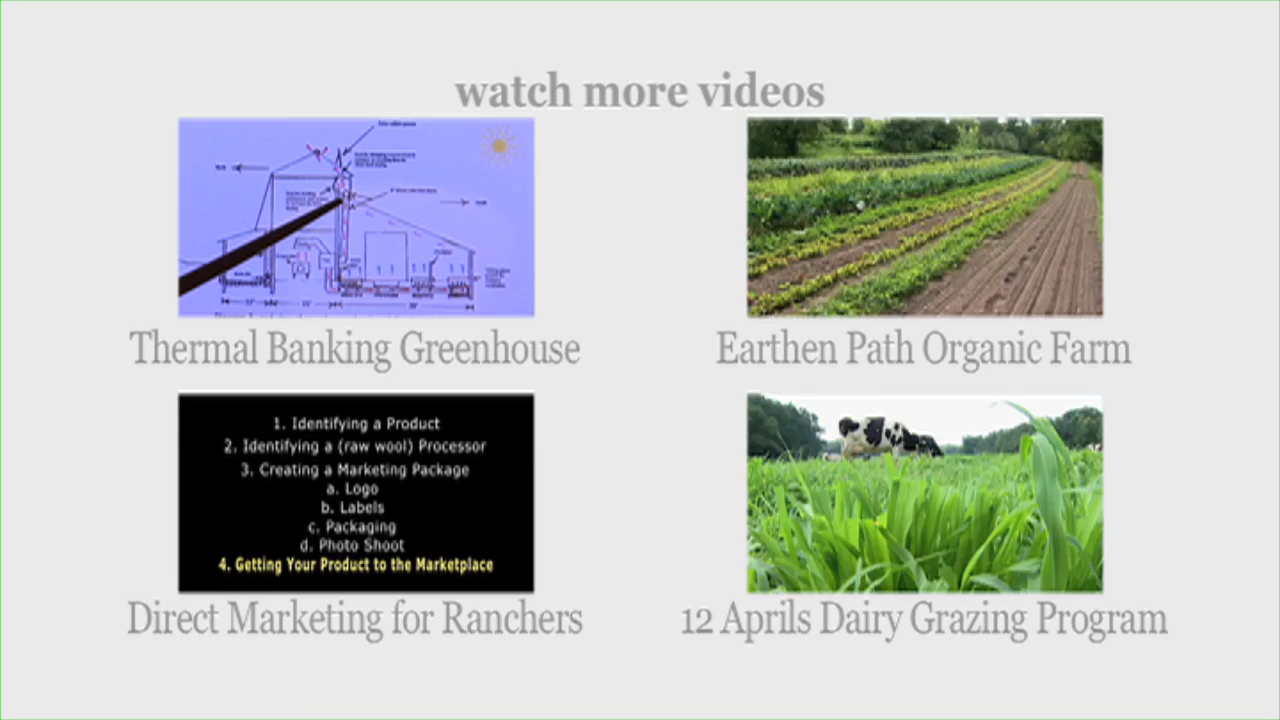 watch more videos
Thermal Banking Greenhouse
Earthen Path Organic Farm
1. Identifying a Product
2. Identifying a (raw wool) Processor
3. Creating a Marketing Package
a. Logo
b. Labels
c. Packaging
d. Photo Shoot
4. Getting Your Product to the Marketplace
Direct Marketing for Ranchers
12 Aprils Dairy Grazing Program